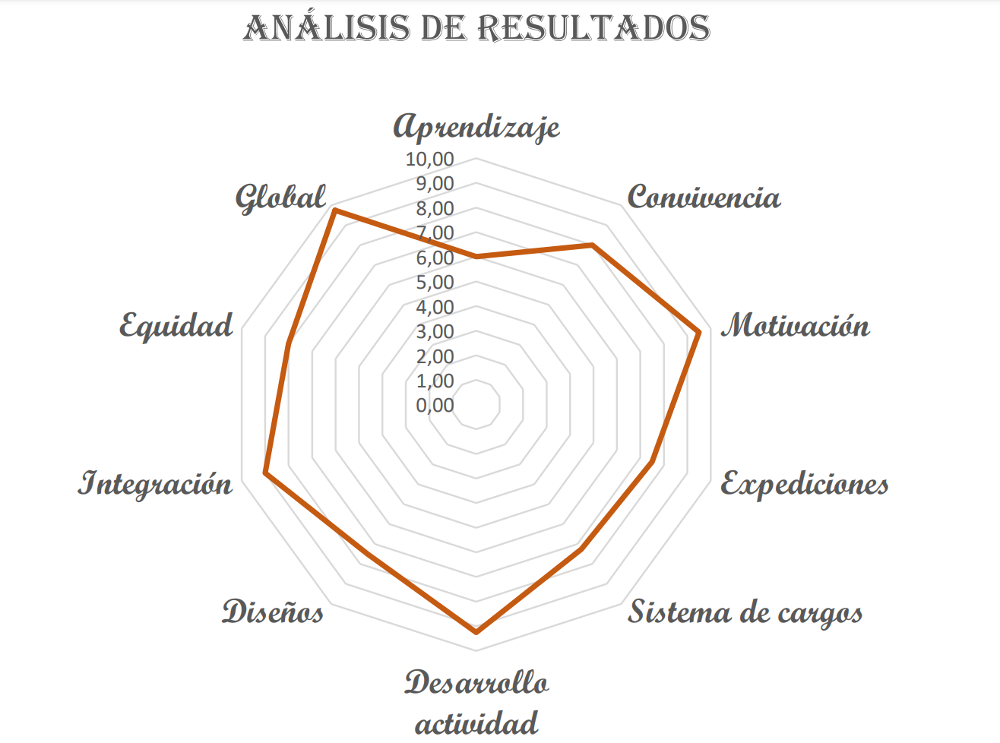 ANÁLISIS DE RESULTADOS
Aprendizaje
10,00
9,00
8,00
7,00
6,00
5,00
4,00
3,00
2,00
1,00
0,00
Convivencia
Motivación
Expediciones
Sistema de cargos
Desarrollo
actividad
Diseños
Integración
Equidad
Global